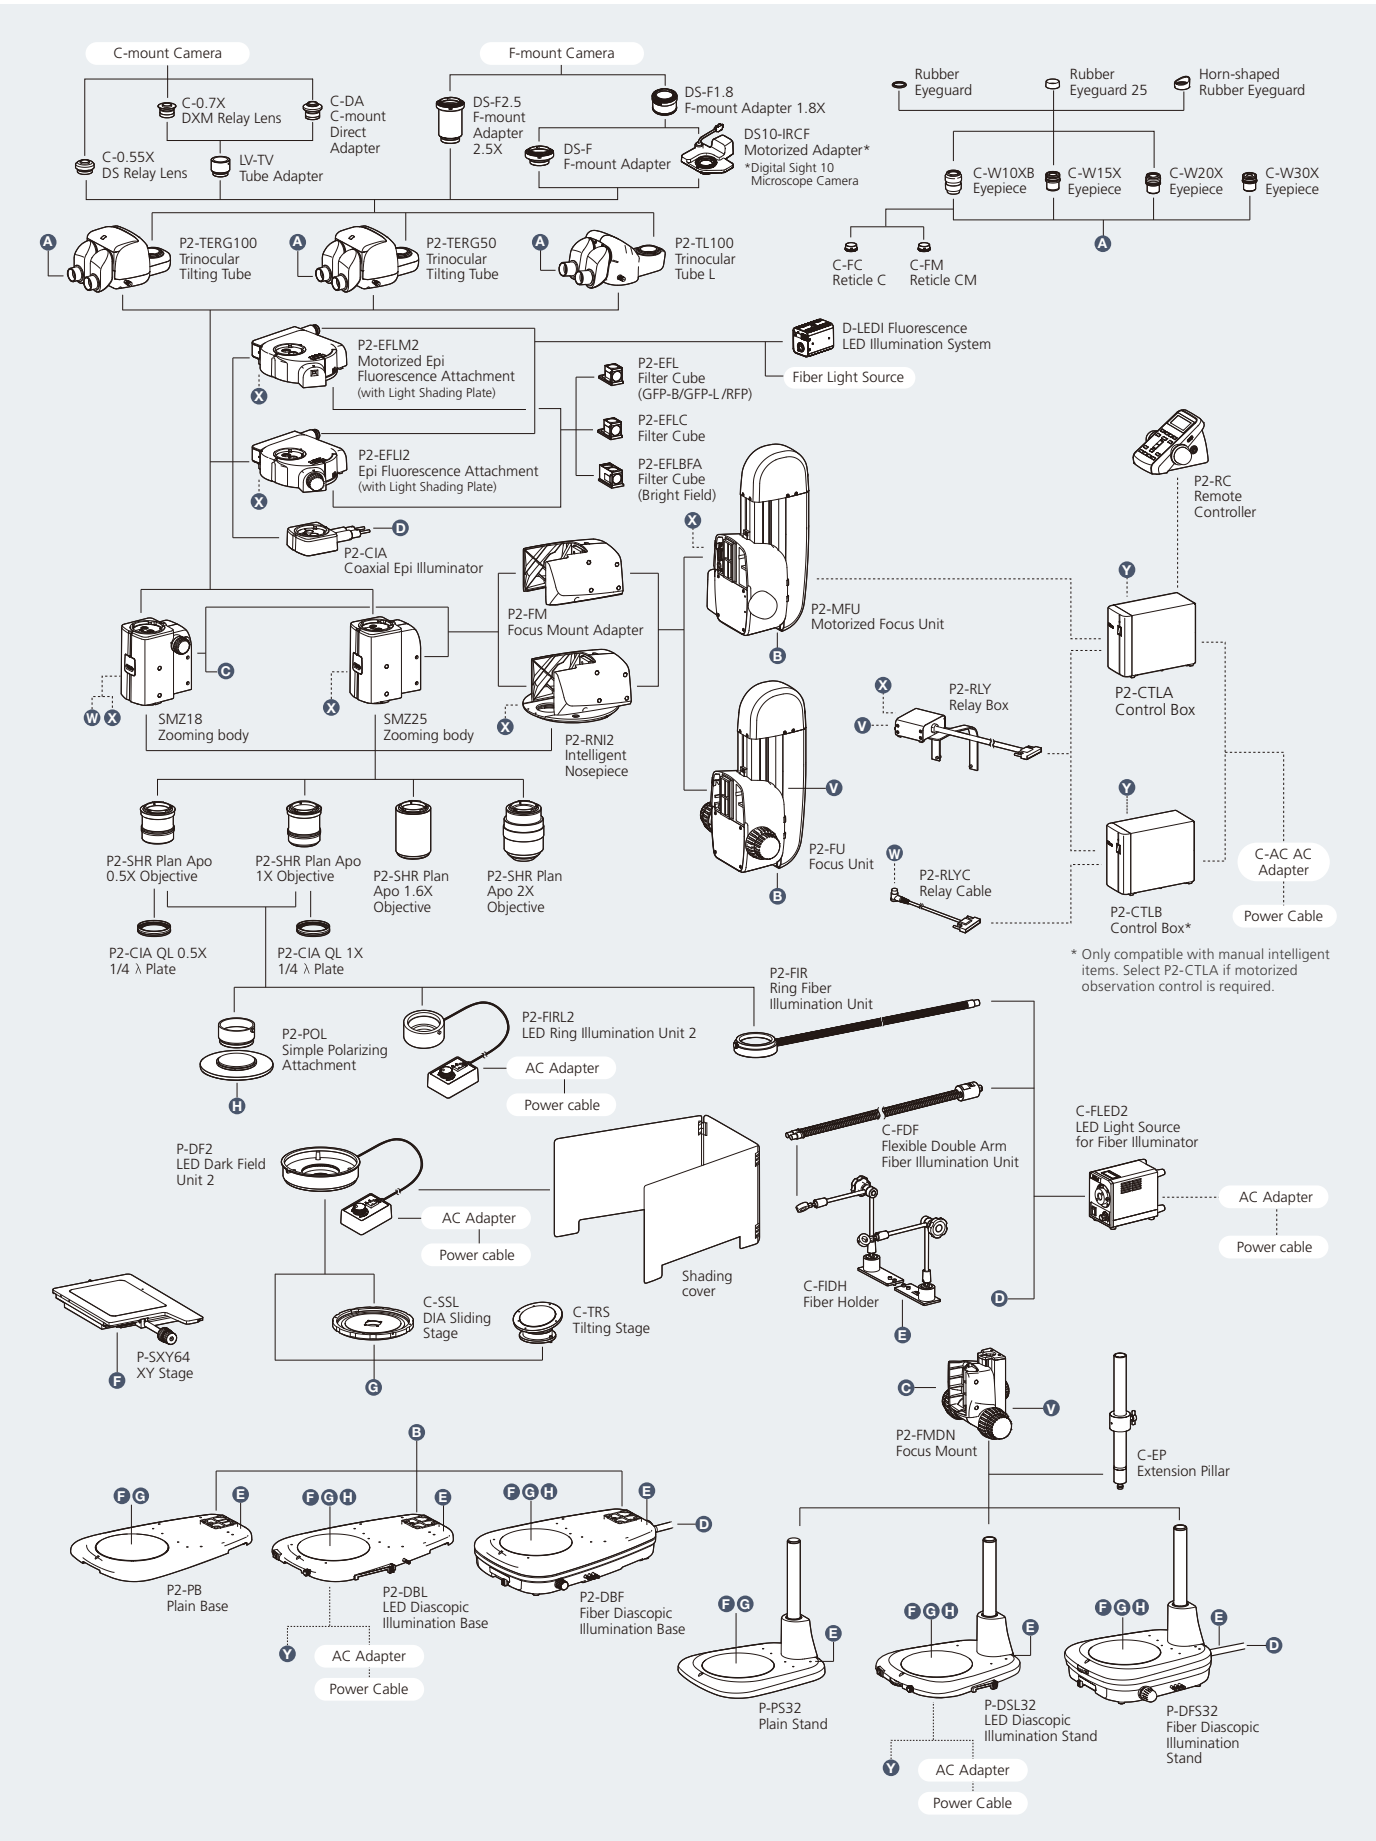 C-mount Camera
F-mount Camera
C-0.7X
DXM Relay Lens
C-DA
C-mount
Direct
Adapter
C-0.55X
DS Relay Lens
LV-TV
Tube Adapter
DS-F2.5
F-mount
Adapter
2.5X
DS-F1.8
F-mount Adapter 1.8X
DS-F
F-mount Adapter
DS10-IRCF
Motorized Adapter*
*Digital Sight 10
Microscope Camera
Rubber
Eyeguard
Rubber
Eyeguard 25
Horn-shaped
Rubber Eyeguard
C-W10XB
Eyepiece
C-W15X
Eyepiece
C-W20X
Eyepiece
C-W30X
Eyepiece
A
C-FC
Reticle C
C-FM
Reticle CM
A
P2-TERG100
Trinocular
Tilting Tube
A
P2-TERG50
Trinocular
Tilting Tube
A
P2-TL100
Trinocular
Tube L
P2-EFLM2
Motorized Epi
Fluorescence Attachment
(with Light Shading Plate)
X
D-LEDI Fluorescence
LED Illumination System
Fiber Light Source
P2-EFL
Filter Cube
(GFP-B/GFP-L /RFP)
P2-EFLC
Filter Cube
P2-EFLBFA
Filter Cube
(Bright Field)
P2-EFLI2
Epi Fluorescence Attachment
(with Light Shading Plate)
X
D
P2-CIA
Coaxial Epi Illuminator
P2-RC
Remote
Controller
X
P2-MFU
Motorized Focus Unit
B
P2-FM
Focus Mount Adapter
X
P2-RNI2
Intelligent
Nosepiece
C
W X
SMZ18
Zooming body
X
SMZ25
Zooming body
Y
P2-CTLA
Control Box
X
V
P2-RLY
Relay Box
V
P2-FU
Focus Unit
B
W
P2-RLYC
Relay Cable
Y
P2-CTLB
Control Box*
* Only compatible with manual intelligent
items. Select P2-CTLA if motorized
observation control is required.
C-AC AC
Adapter
Power Cable
P2-SHR Plan Apo
0.5X Objective
P2-SHR Plan Apo
1X Objective
P2-SHR Plan
Apo 1.6X
Objective
P2-SHR Plan
Apo 2X
Objective
P2-CIA QL 0.5X
1/4 λ Plate
P2-CIA QL 1X
1/4 λ Plate
P2-POL
Simple Polarizing
Attachment
H
P2-FIRL2
LED Ring Illumination Unit 2
AC Adapter
Power cable
P2-FIR
Ring Fiber
Illumination Unit
C-FDF
Flexible Double Arm
Fiber Illumination Unit
C-FLED2
LED Light Source
for Fiber Illuminator
AC Adapter
Power cable
D
C-FIDH
Fiber Holder
E
P-DF2
LED Dark Field
Unit 2
AC Adapter
Power cable
Shading
cover
C-SSL
DIA Sliding
Stage
C-TRS
Tilting Stage
G
P-SXY64
XY Stage
F
C
V
P2-FMDN
Focus Mount
C-EP
Extension Pillar
B
F G
E
P2-PB
Plain Base
F G H
E
P2-DBL
LED Diascopic
Illumination Base
Y
AC Adapter
Power Cable
F G H
E
D
P2-DBF
Fiber Diascopic
Illumination Base
F G
E
P-PS32
Plain Stand
F G H
E
P-DSL32
LED Diascopic
Illumination Stand
Y
AC Adapter
Power Cable
F G H
E
D
P-DFS32
Fiber Diascopic
Illumination
Stand